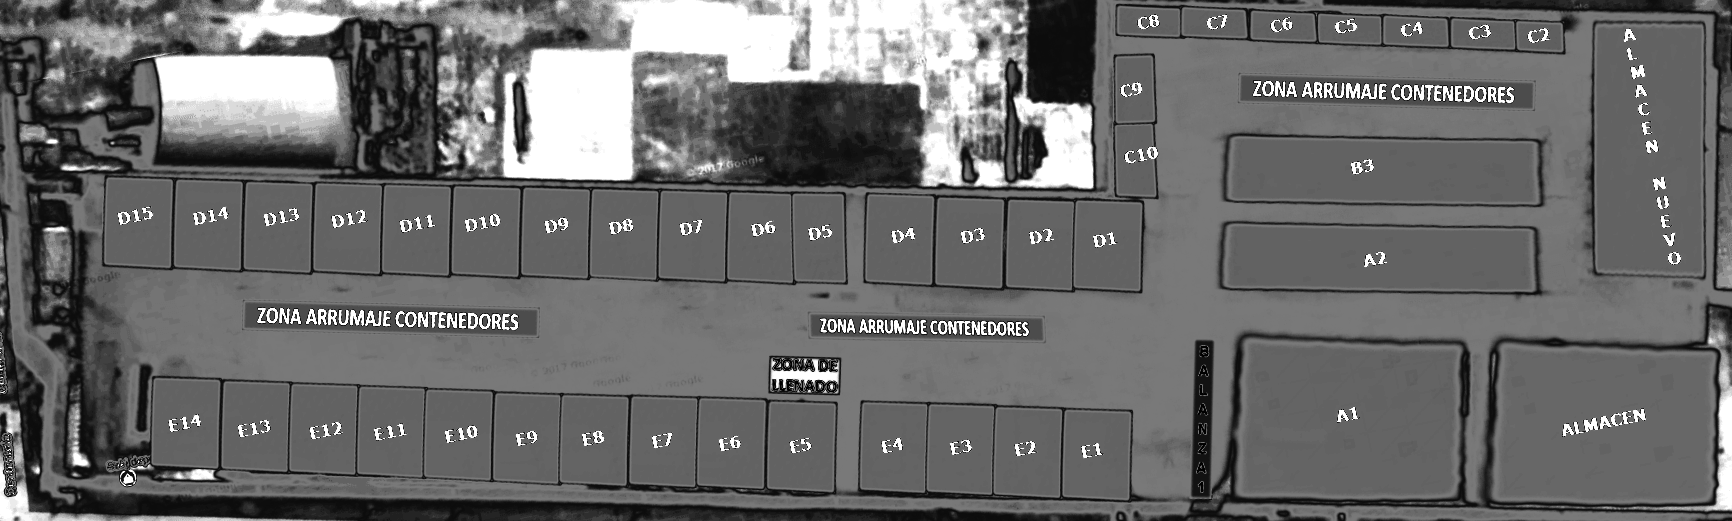 C8 C7 C6 C5 C4 C3 C2
ALMACEN NUEVO
C9
ZONA ARRUMAJE CONTENEDORES
C10
B3
© 2017 Google
D15 D14 D13 D12 D11 D10 D9 D8 D7 D6 D5 D4 D3 D2 D1
A2
ZONA ARRUMAJE CONTENEDORES
ZONA ARRUMAJE CONTENEDORES
ZONA DE
LLENADO
BALANZA1
E14 E13 E12 E11 E10 E9 E8 E7 E6 E5 E4 E3 E2 E1
A1
ALMACEN